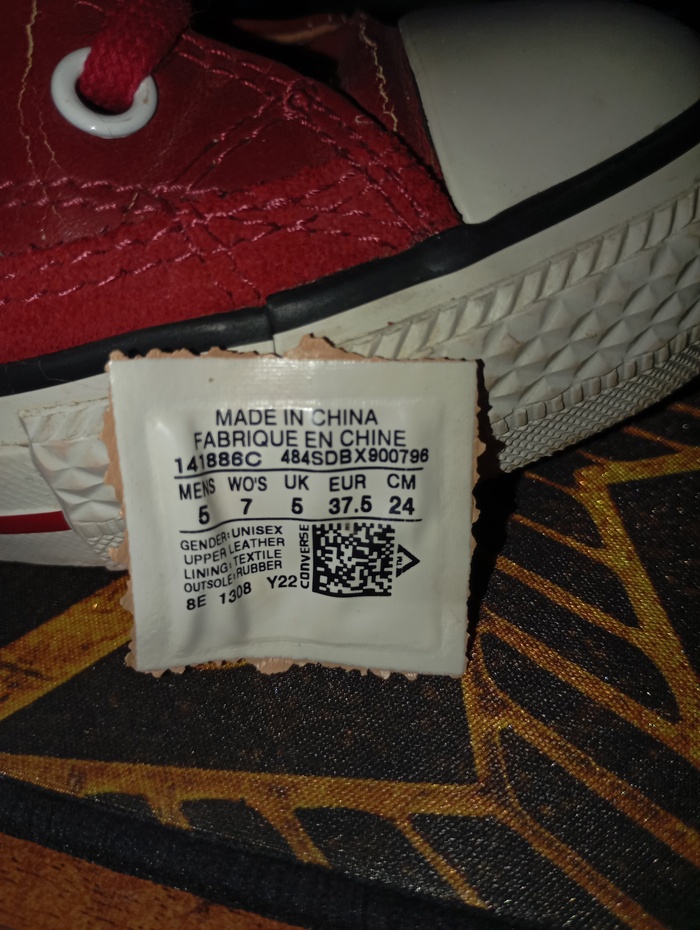 MADE IN CHINA
FABRIQUE EN CHINE
141886C 484SDBX900796
MENS WO'S UK EUR CM
5 7 5 37.5 24
GENDER: UNISEX
UPPER: LEATHER
LINING: TEXTILE
OUTSOLE: RUBBER
8E 1308 Y22
CONVERSE
TM